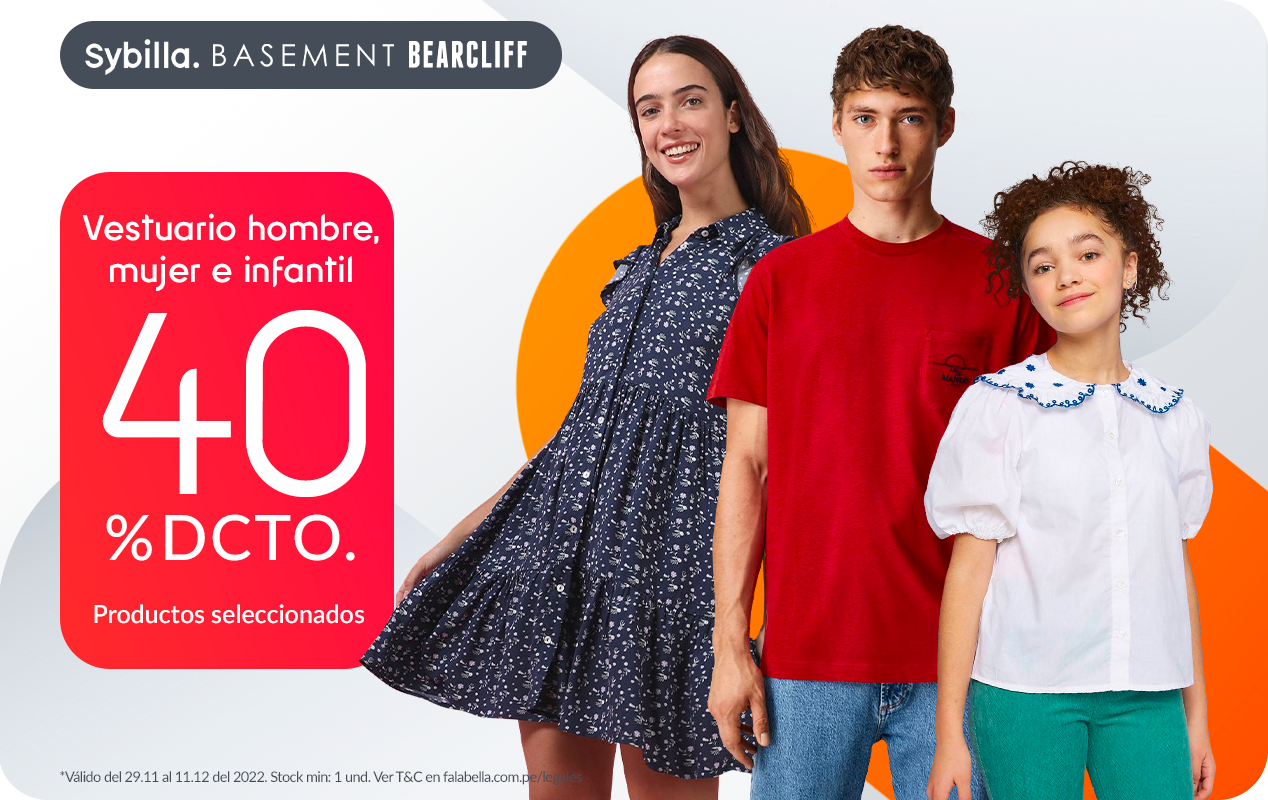 Sybilla. BASEMENT BEARCLIFF
Vestuario hombre,
mujer e infantil
40
% DCTO.
Productos seleccionados
MANGO
*Válido del 29.11 al 11.12 del 2022. Stock min: 1 und. Ver T&C en falabella.com.pe/legales